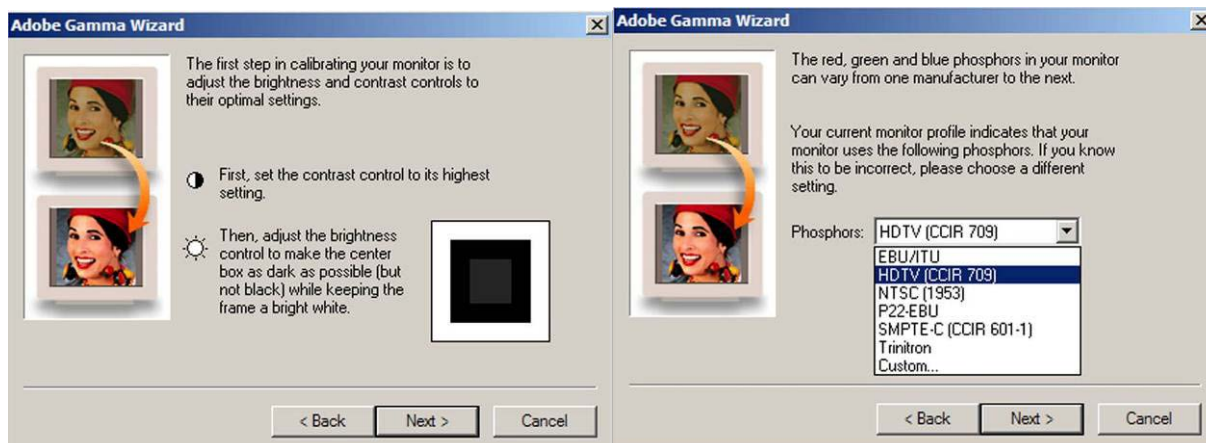 Adobe Gamma Wizard
The first step in calibrating your monitor is to
adjust the brightness and contrast controls to
their optimal settings.
First, set the contrast control to its highest
setting.
Then, adjust the brightness
control to make the center
box as dark as possible (but
not black) while keeping the
frame a bright white.
< Back
Next >
Cancel
Adobe Gamma Wizard
The red, green and blue phosphors in your monitor
can vary from one manufacturer to the next.
Your current monitor profile indicates that your
monitor uses the following phosphors. If you know
this to be incorrect, please choose a different
setting.
Phosphors: HDTV (CCIR 709)
EBU/ITU
HDTV (CCIR 709)
NTSC (1953)
P22-EBU
SMPTE-C (CCIR 601-1)
Trinitron
Custom...
< Back
Next >
Cancel